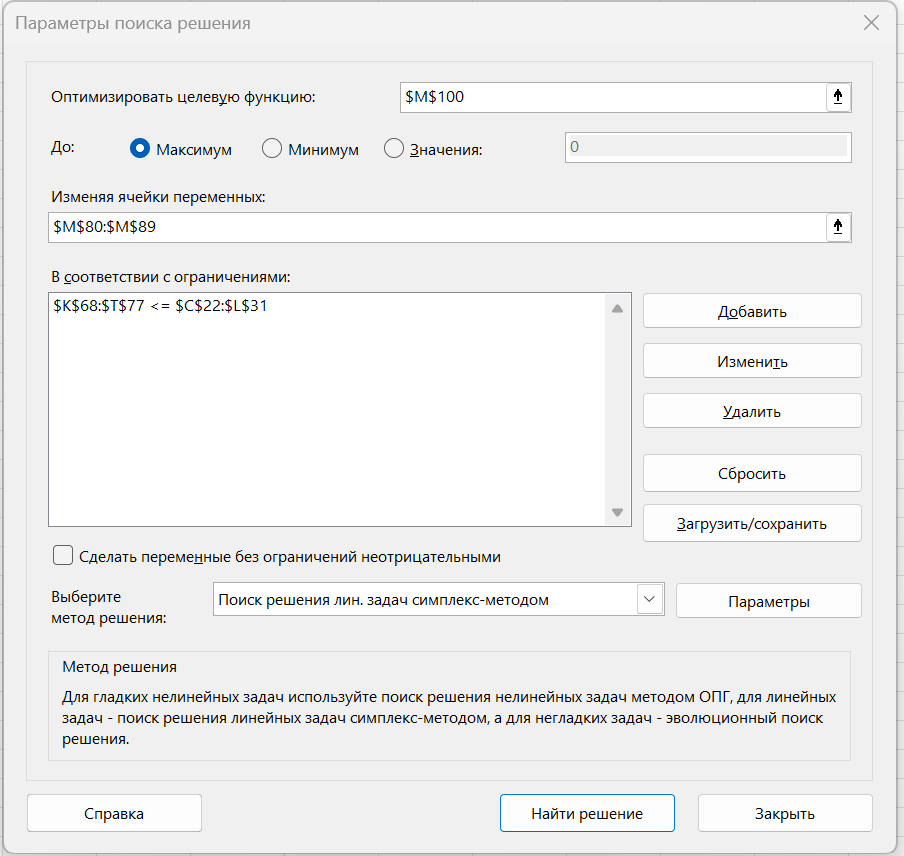 Параметры поиска решения
Оптимизировать целевую функцию:
$M$100
До:
Максимум
Минимум
Значения:
0
Изменяя ячейки переменных:
$M$80:$M$89
В соответствии с ограничениями:
$K$68:$T$77 <= $C$22:$L$31
Добавить
Изменить
Удалить
Сбросить
Загрузить/сохранить
Сделать переменные без ограничений неотрицательными
Выберите
метод решения:
Поиск решения лин. задач симплекс-методом
Параметры
Метод решения
Для гладких нелинейных задач используйте поиск решения нелинейных задач методом ОПГ, для линейных
задач - поиск решения линейных задач симплекс-методом, а для негладких задач - эволюционный поиск
решения.
Справка
Найти решение
Закрыть